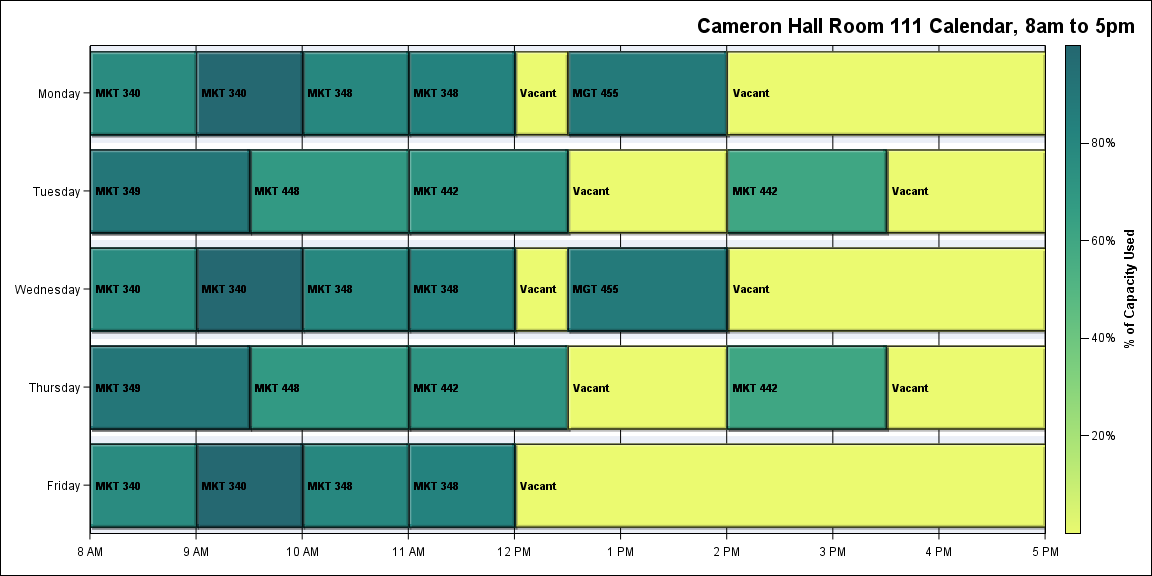 Cameron Hall Room 111 Calendar, 8am to 5pm
Monday
MKT 340
MKT 340
MKT 348
MKT 348
Vacant
MGT 455
Vacant
Tuesday
MKT 349
MKT 448
MKT 442
Vacant
MKT 442
Vacant
Wednesday
MKT 340
MKT 340
MKT 348
MKT 348
Vacant
MGT 455
Vacant
Thursday
MKT 349
MKT 448
MKT 442
Vacant
MKT 442
Vacant
Friday
MKT 340
MKT 340
MKT 348
MKT 348
Vacant
8 AM
9 AM
10 AM
11 AM
12 PM
1 PM
2 PM
3 PM
4 PM
5 PM
80%
60%
40%
20%
% of Capacity Used